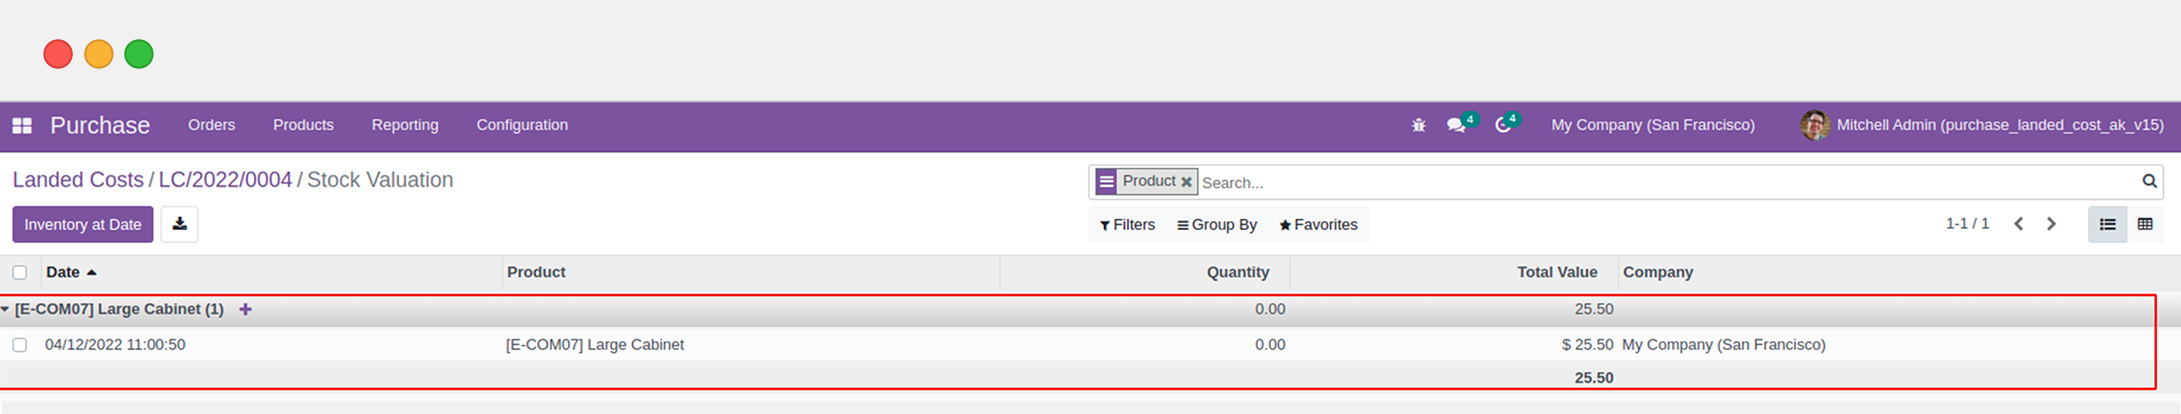 Purchase Orders Products Reporting Configuration 4 4 My Company (San Francisco) Mitchell Admin (purchase_landed_cost_ak_v15)
Landed Costs / LC/2022/0004 / Stock Valuation Product Search...
Inventory at Date Filters Group By Favorites 1-1 / 1
Date Product Quantity Total Value Company
[E-COM07] Large Cabinet (1) 0.00 25.50
04/12/2022 11:00:50 [E-COM07] Large Cabinet 0.00 $ 25.50 My Company (San Francisco)
25.50